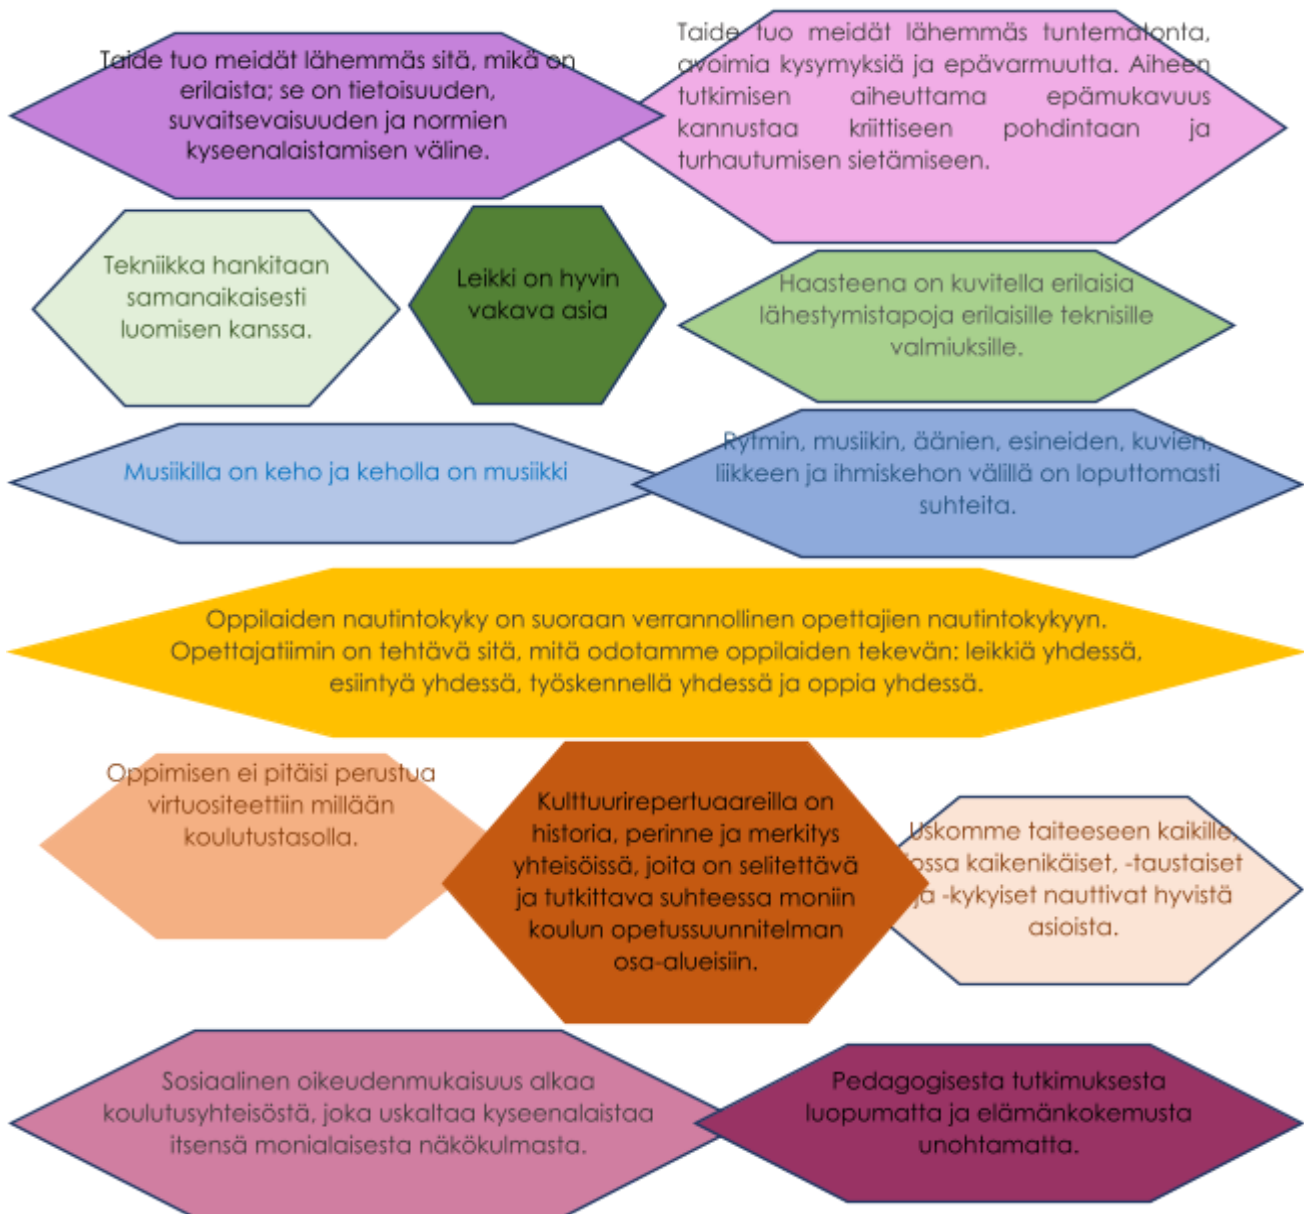 Taide tuo meidät lähemmäs sitä, mikä on
erilaista; se on tietoisuuden,
suvaitsevaisuuden ja normien
kyseenalaistamisen väline.
Taide tuo meidät lähemmäs tuntematonta,
avoimia kysymyksiä ja epävarmuutta. Aiheen
tutkimisen aiheuttama epämukavuus
kannustaa kriittiseen pohdintaan ja
turhautumisen sietämiseen.
Tekniikka hankitaan
samanaikaisesti
luomisen kanssa.
Leikki on hyvin
vakava asia
Haasteena on kuvitella erilaisia
lähestymistapoja erilaisille teknisille
valmiuksille.
Musiikilla on keho ja keholla on musiikki
Rytmin, musiikin, äänien, esineiden, kuvien,
liikkeen ja ihmiskehon välillä on loputtomasti
suhteita.
Oppilaiden nautintokyky on suoraan verrannollinen opettajien nautintokykyyn.
Opettajatiimin on tehtävä sitä, mitä odotamme oppilaiden tekevän: leikkiä yhdessä,
esiintyä yhdessä, työskennellä yhdessä ja oppia yhdessä.
Oppimisen ei pitäisi perustua
virtuositeettiin millään
koulutustasolla.
Kulttuurirepertuaareilla on
historia, perinne ja merkitys
yhteisöissä, joita on selitettävä
ja tutkittava suhteessa moniin
koulun opetussuunnitelman
osa-alueisiin.
Uskomme taiteeseen kaikille,
jossa kaikenikäiset, -taustaiset
ja -kykyiset nauttivat hyvistä
asioista.
Sosiaalinen oikeudenmukaisuus alkaa
koulutusyhteisöstä, joka uskaltaa kyseenalaistaa
itsensä monialaisesta näkökulmasta.
Pedagogisesta tutkimuksesta
luopumatta ja elämänkokemusta
unohtamatta.